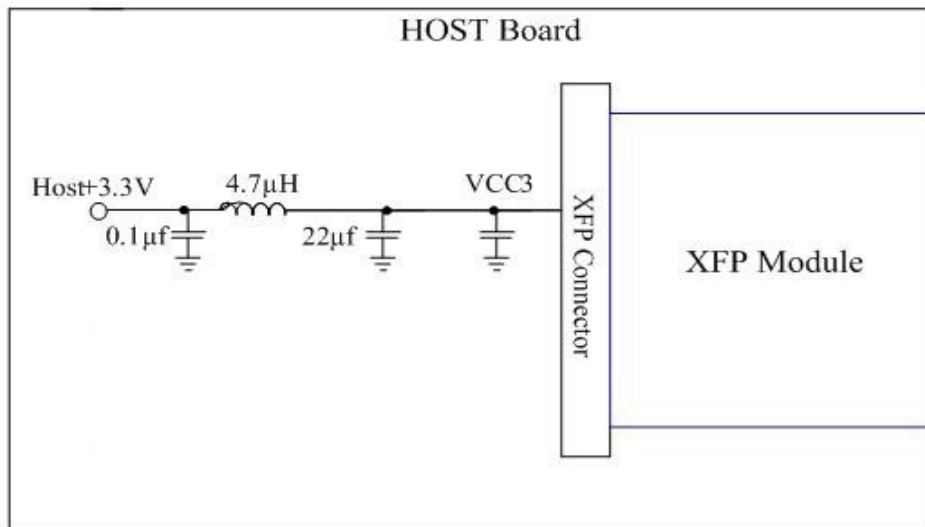 HOST Board
Host+3.3V
4.7µH
VCC3
0.1µf
22µf
XFP Connector
XFP Module